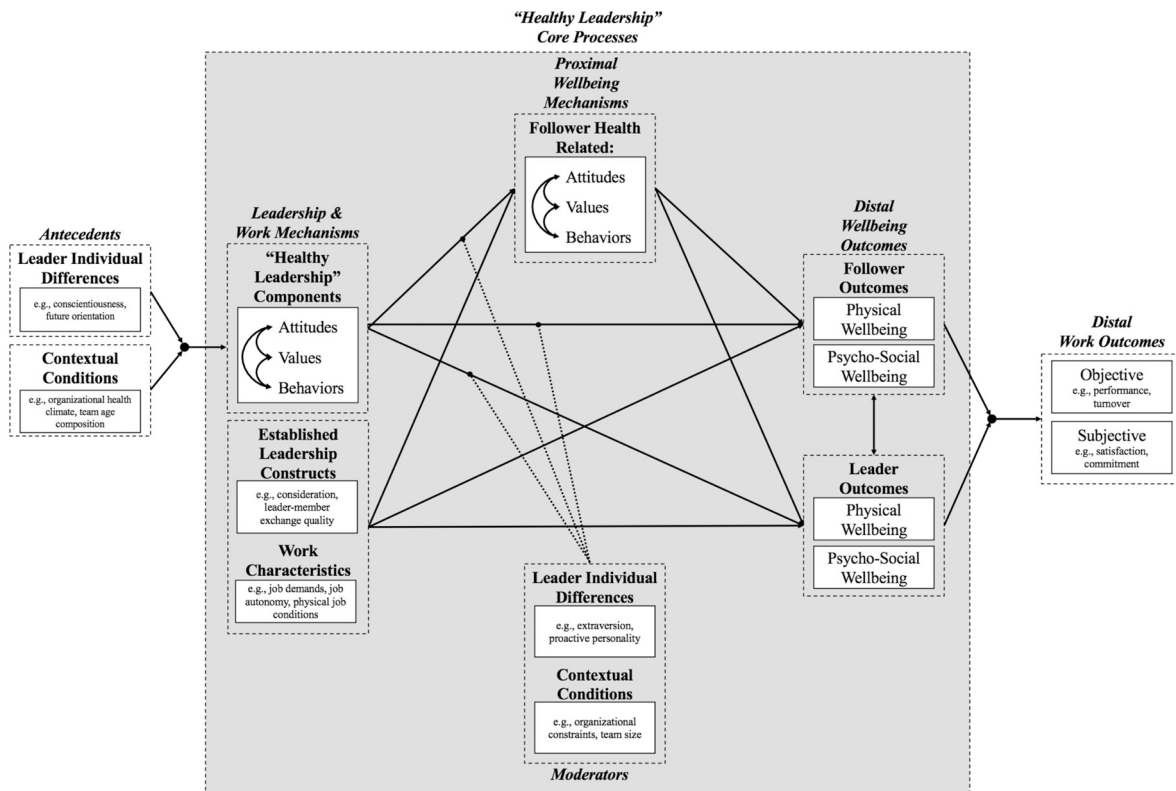 “Healthy Leadership”
Core Processes
Proximal
Wellbeing
Mechanisms
Follower Health
Related:
Attitudes
Values
Behaviors
Antecedents
Leader Individual
Differences
e.g., conscientiousness,
future orientation
Contextual
Conditions
e.g., organizational health
climate, team age
composition
Leadership &
Work Mechanisms
“Healthy
Leadership”
Components
Attitudes
Values
Behaviors
Established
Leadership
Constructs
e.g., consideration,
leader-member
exchange quality
Work
Characteristics
e.g., job demands, job
autonomy, physical job
conditions
Leader Individual
Differences
e.g., extraversion,
proactive personality
Contextual
Conditions
e.g., organizational
constraints, team size
Moderators
Distal
Wellbeing
Outcomes
Follower
Outcomes
Physical
Wellbeing
Psycho-Social
Wellbeing
Leader
Outcomes
Physical
Wellbeing
Psycho-Social
Wellbeing
Distal
Work Outcomes
Objective
e.g., performance,
turnover
Subjective
e.g., satisfaction,
commitment